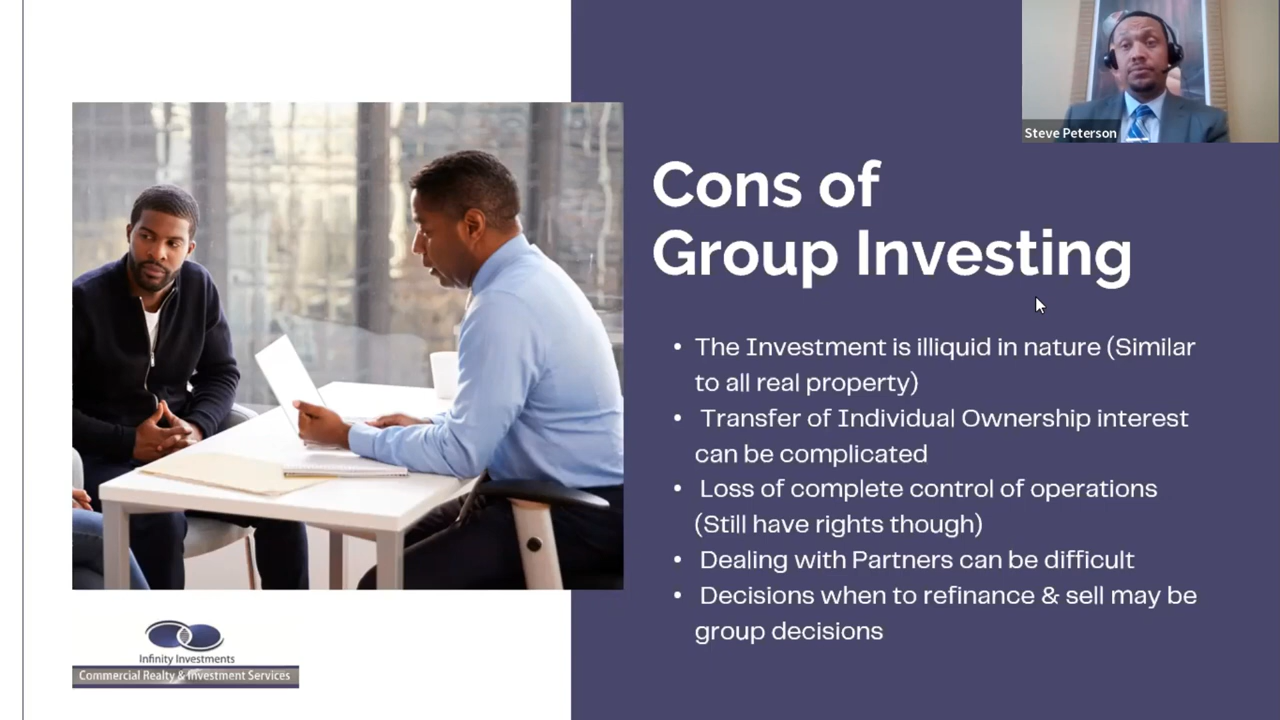 Steve Peterson
Cons of
Group Investing
• The Investment is illiquid in nature (Similar
to all real property)
• Transfer of Individual Ownership interest
can be complicated
• Loss of complete control of operations
(Still have rights though)
• Dealing with Partners can be difficult
• Decisions when to refinance & sell may be
group decisions
Infinity Investments
Commercial Realty & Investment Services